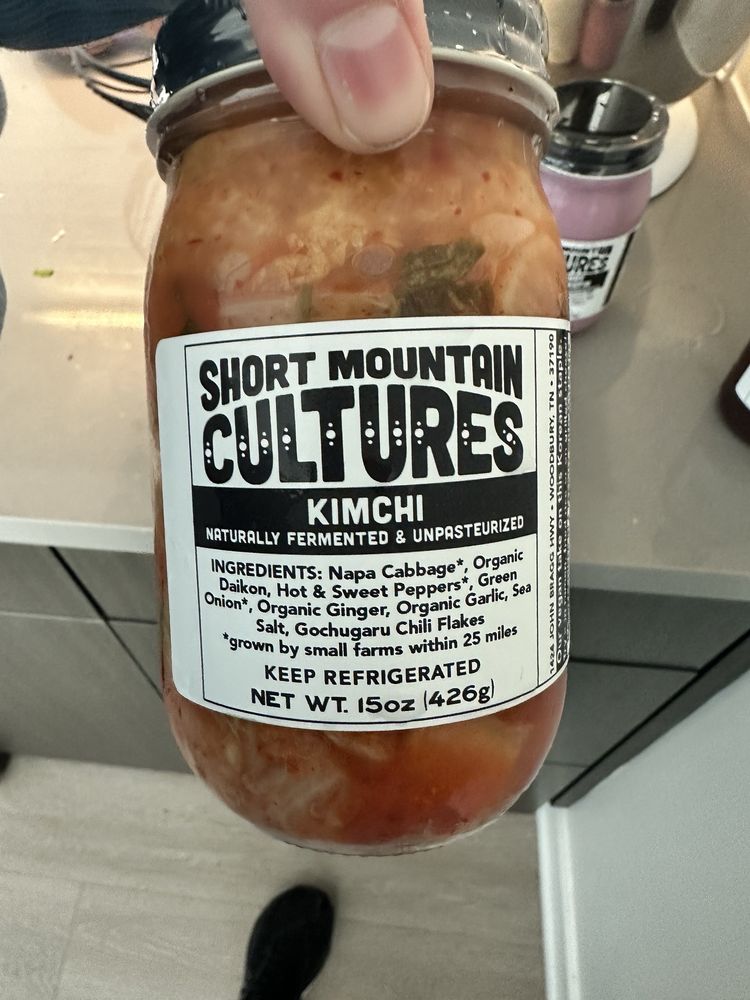 SHORT MOUNTAIN
CULTURES
KIMCHI
NATURALLY FERMENTED & UNPASTEURIZED
INGREDIENTS: Napa Cabbage*, Organic
Daikon, Hot & Sweet Peppers*, Green
Onion*, Organic Ginger, Organic Garlic, Sea
Salt, Gochugaru Chili Flakes
*grown by small farms within 25 miles
KEEP REFRIGERATED
NET WT. 15oz (426g)
1424 JOHN BRAGG HWY • WOODBURY, TN • 37190
URES